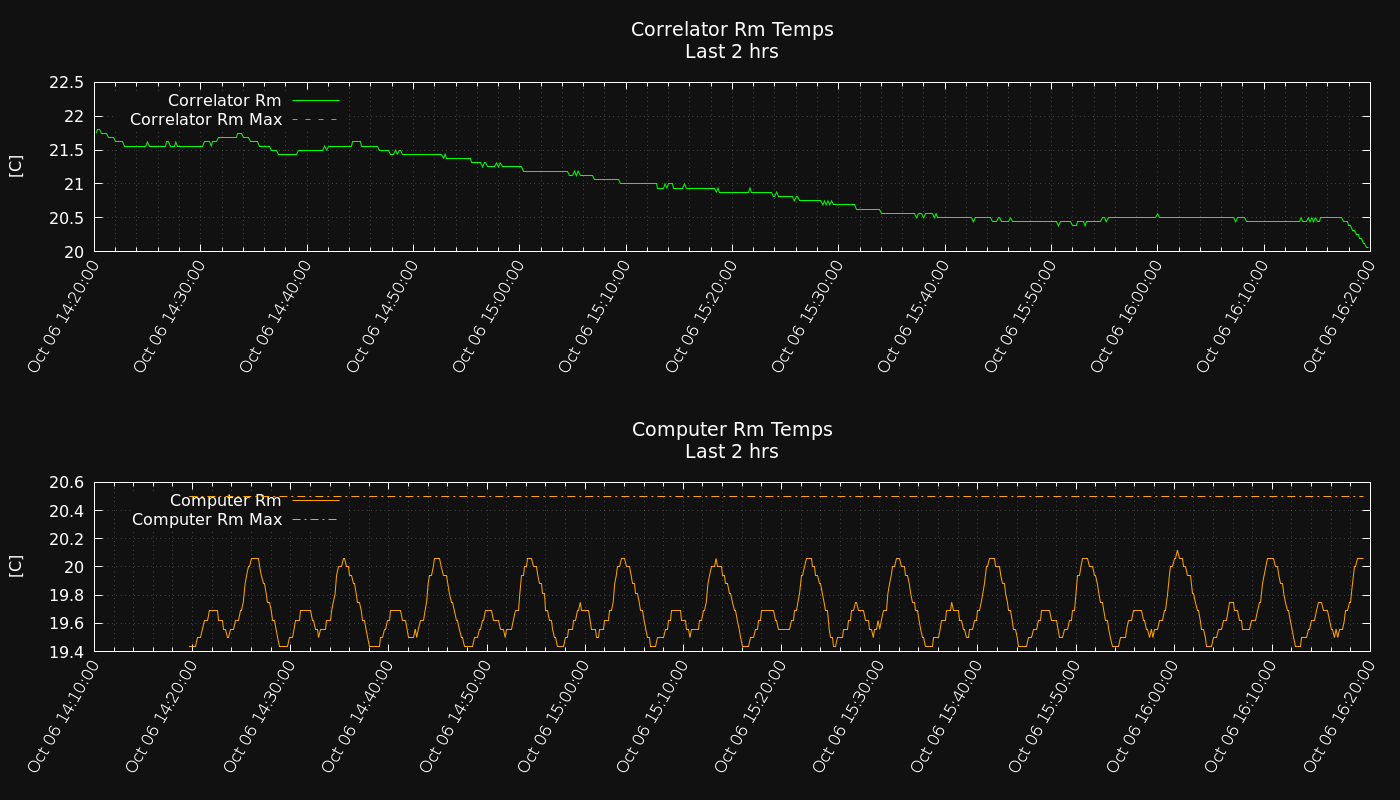 Correlator Rm Temps
Last 2 hrs
22.5
22
21.5
21
20.5
20
[C]
Correlator Rm
Correlator Rm Max
Oct 06 14:20:00
Oct 06 14:30:00
Oct 06 14:40:00
Oct 06 14:50:00
Oct 06 15:00:00
Oct 06 15:10:00
Oct 06 15:20:00
Oct 06 15:30:00
Oct 06 15:40:00
Oct 06 15:50:00
Oct 06 16:00:00
Oct 06 16:10:00
Oct 06 16:20:00
Computer Rm Temps
Last 2 hrs
20.6
20.4
20.2
20
19.8
19.6
19.4
[C]
Computer Rm
Computer Rm Max
Oct 06 14:10:00
Oct 06 14:20:00
Oct 06 14:30:00
Oct 06 14:40:00
Oct 06 14:50:00
Oct 06 15:00:00
Oct 06 15:10:00
Oct 06 15:20:00
Oct 06 15:30:00
Oct 06 15:40:00
Oct 06 15:50:00
Oct 06 16:00:00
Oct 06 16:10:00
Oct 06 16:20:00